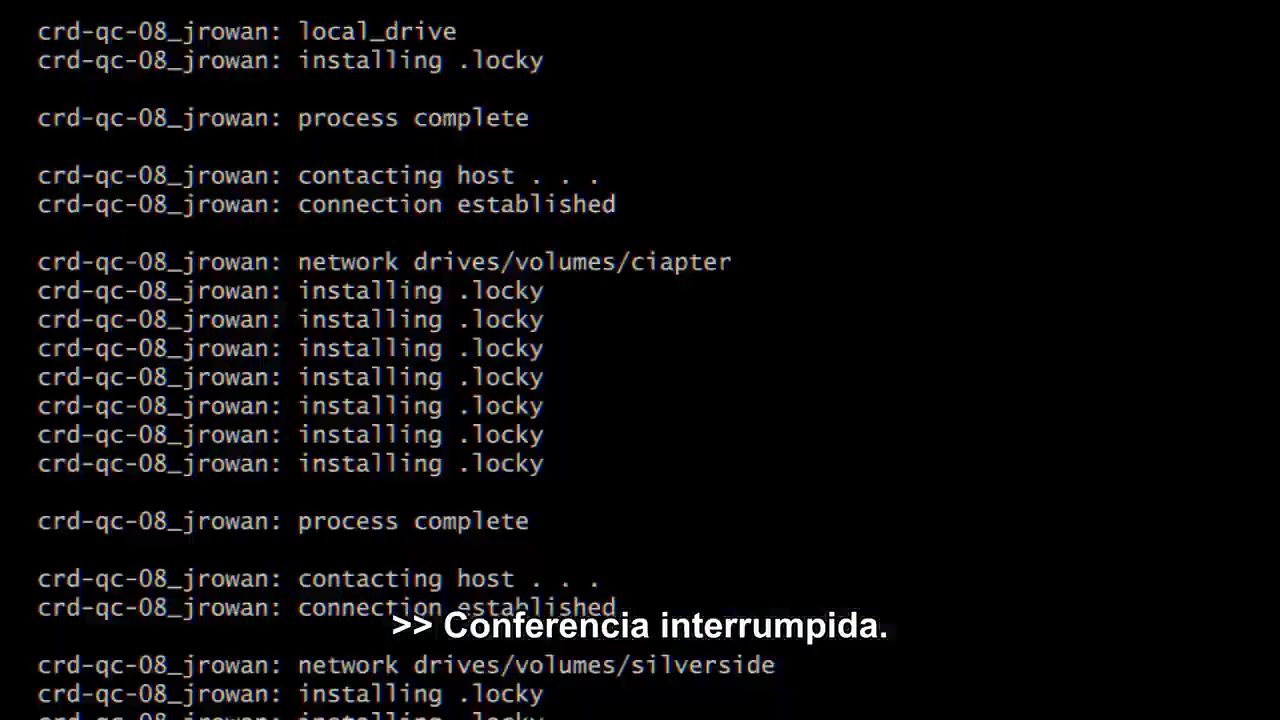 crd-qc-08_jrowan: local_drive
crd-qc-08_jrowan: installing .locky
crd-qc-08_jrowan: process complete
crd-qc-08_jrowan: contacting host . . .
crd-qc-08_jrowan: connection established
crd-qc-08_jrowan: network drives/volumes/ciapter
crd-qc-08_jrowan: installing .locky
crd-qc-08_jrowan: installing .locky
crd-qc-08_jrowan: installing .locky
crd-qc-08_jrowan: installing .locky
crd-qc-08_jrowan: installing .locky
crd-qc-08_jrowan: installing .locky
crd-qc-08_jrowan: installing .locky
crd-qc-08_jrowan: process complete
crd-qc-08_jrowan: contacting host . . .
crd-qc-08_jrowan: connection established
>> Conferencia interrumpida.
crd-qc-08_jrowan: network drives/volumes/silverside
crd-qc-08_jrowan: installing .locky